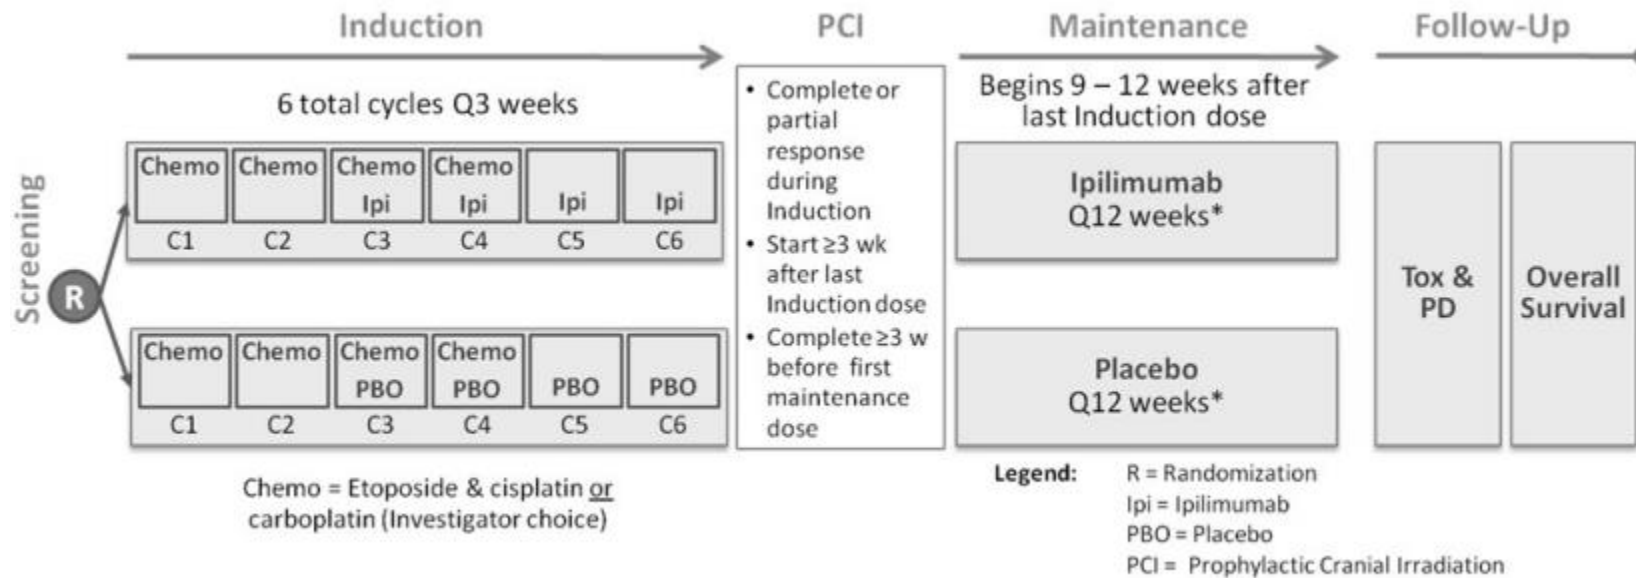 Induction
PCI
Maintenance
Follow-Up
Screening
R
6 total cycles Q3 weeks
Chemo
Chemo
Chemo
Ipi
Chemo
Ipi
Ipi
Ipi
C1
C2
C3
C4
C5
C6
Chemo
Chemo
Chemo
PBO
Chemo
PBO
PBO
PBO
C1
C2
C3
C4
C5
C6
Chemo = Etoposide & cisplatin or
carboplatin (Investigator choice)
• Complete or
partial
response
during
Induction
• Start ≥3 wk
after last
Induction dose
• Complete ≥3 w
before first
maintenance
dose
Begins 9 – 12 weeks after
last Induction dose
Ipilimumab
Q12 weeks*
Placebo
Q12 weeks*
Tox &
PD
Overall
Survival
Legend:
R = Randomization
Ipi = Ipilimumab
PBO = Placebo
PCI = Prophylactic Cranial Irradiation